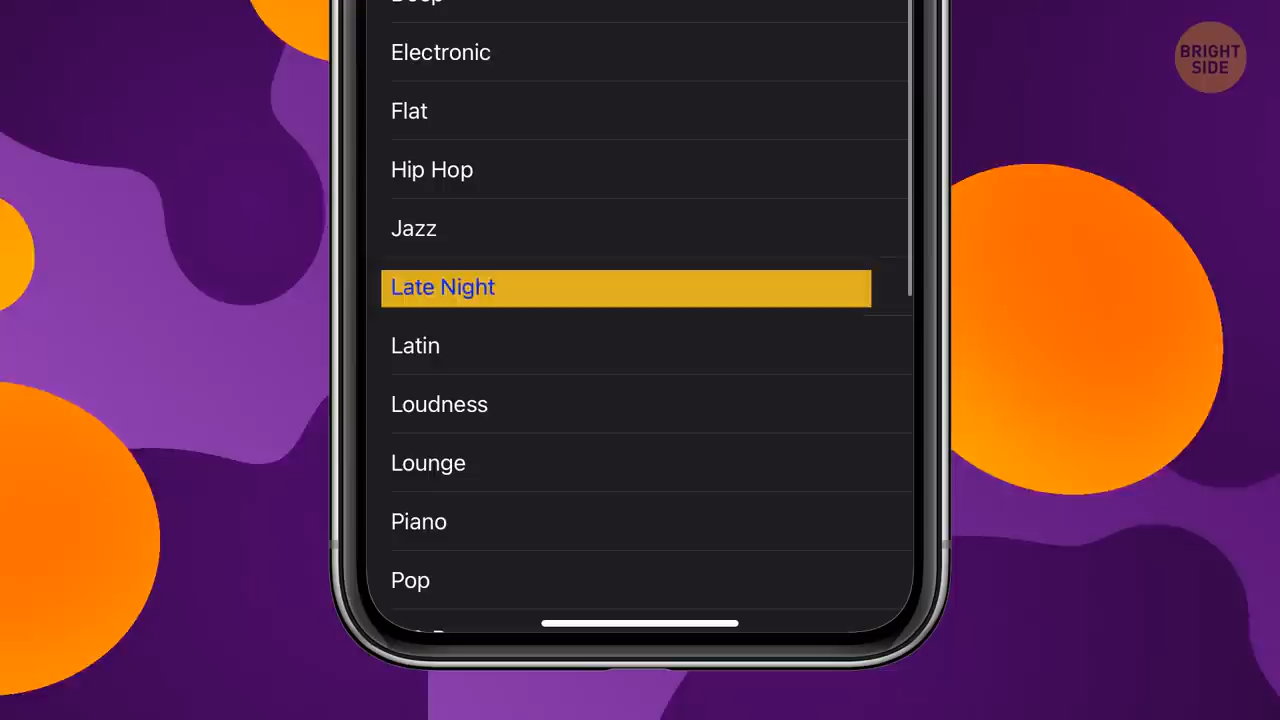 BRIGHT
SIDE
Electronic
Flat
Hip Hop
Jazz
Late Night
Latin
Loudness
Lounge
Piano
Pop